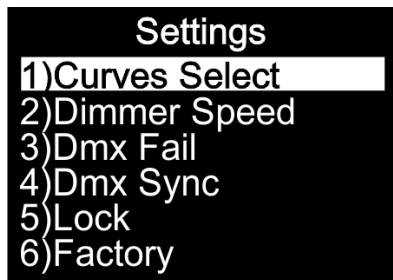 Settings
1)Curves Select
2)Dimmer Speed
3)Dmx Fail
4)Dmx Sync
5)Lock
6)Factory